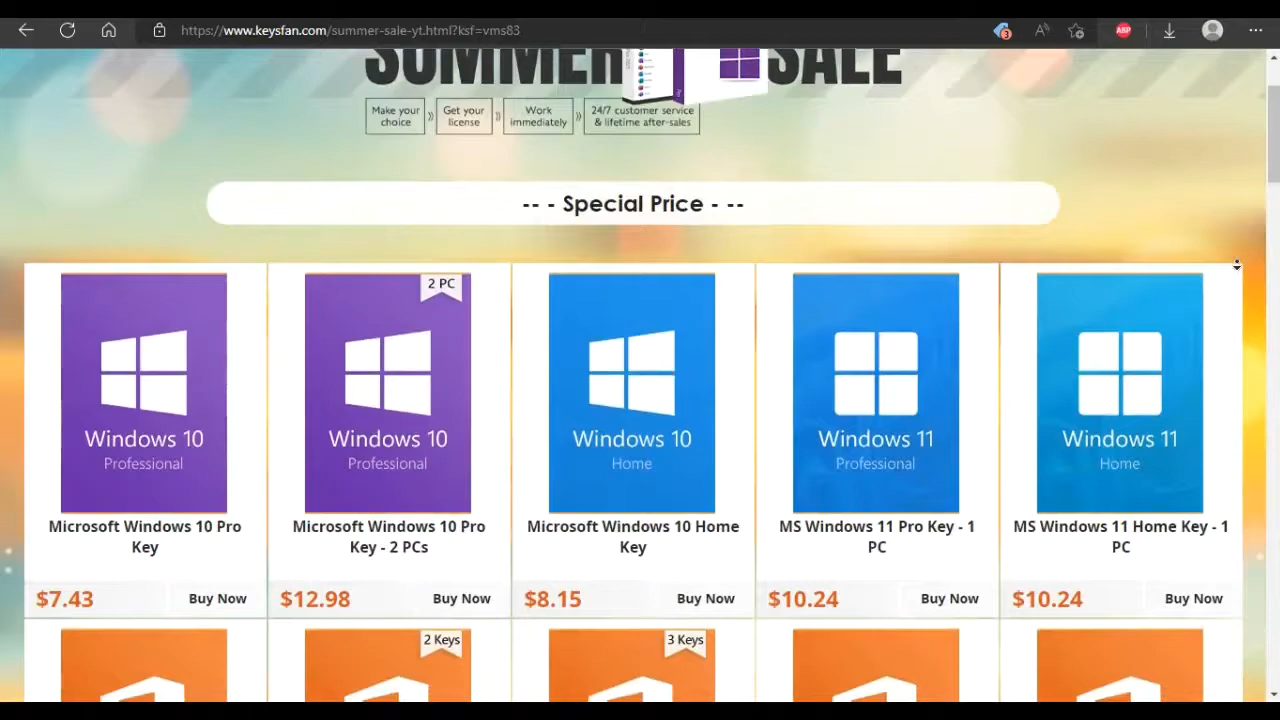 https://www.keysfan.com/summer-sale-yt.html?ksf=vms83
3
ABP
SUMMER SALE
Make your choice
Get your license
Work immediately
24/7 customer service & lifetime after-sales
-- - Special Price - --
2 PC
Windows 10
Professional
Windows 10
Professional
Windows 10
Home
Windows 11
Professional
Windows 11
Home
Microsoft Windows 10 Pro
Key
Microsoft Windows 10 Pro
Key - 2 PCs
Microsoft Windows 10 Home
Key
MS Windows 11 Pro Key - 1
PC
MS Windows 11 Home Key - 1
PC
$7.43 Buy Now
$12.98 Buy Now
$8.15 Buy Now
$10.24 Buy Now
$10.24 Buy Now
2 Keys
3 Keys